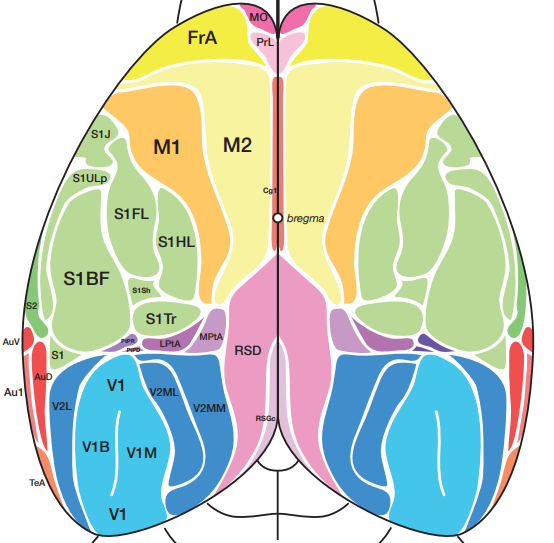 MO
FrA
PrL
S1J
M1
M2
S1ULp
Cg1
S1FL
bregma
S1HL
S1BF
S1Sh
S2
S1Tr
AuV
PtPR
LPtA
MPtA
PtPD
S1
RSD
AuD
Au1
V1
V2ML
V2L
V2MM
RSGc
V1B
V1M
TeA
V1